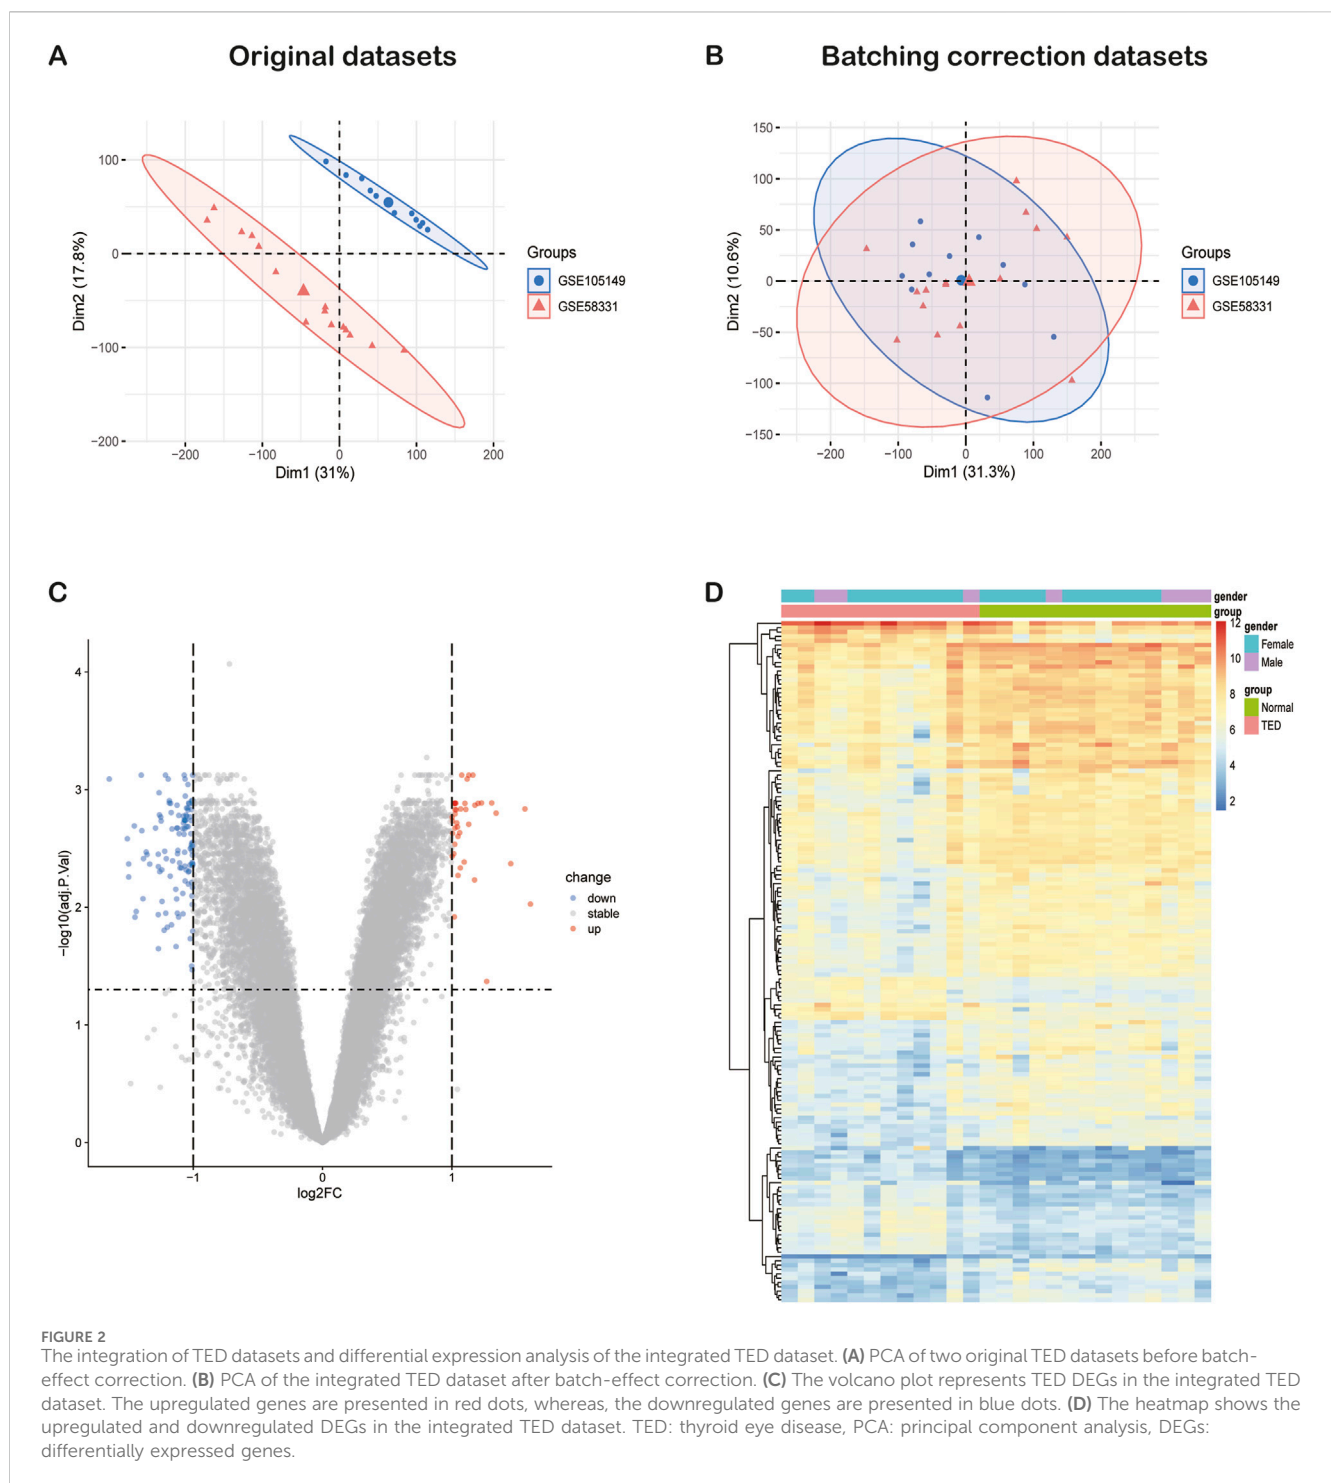 A Original datasets
100
0
−100
−200
−200 −100 0 100 200
Dim1 (31%)
Dim2 (17.8%)
Groups
GSE105149
GSE58331
B Batching correction datasets
150
100
50
0
−50
−100
−150
−200 −100 0 100 200
Dim1 (31.3%)
Dim2 (10.6%)
Groups
GSE105149
GSE58331
C
4
3
2
1
0
−1 0 1
log2FC
−log10(adj.P.Val)
change
down
stable
up
D
gender
group
12
10
8
6
4
2
gender
Female
Male
group
Normal
TED
FIGURE 2
The integration of TED datasets and differential expression analysis of the integrated TED dataset. (A) PCA of two original TED datasets before batch-
effect correction. (B) PCA of the integrated TED dataset after batch-effect correction. (C) The volcano plot represents TED DEGs in the integrated TED
dataset. The upregulated genes are presented in red dots, whereas, the downregulated genes are presented in blue dots. (D) The heatmap shows the
upregulated and downregulated DEGs in the integrated TED dataset. TED: thyroid eye disease, PCA: principal component analysis, DEGs:
differentially expressed genes.